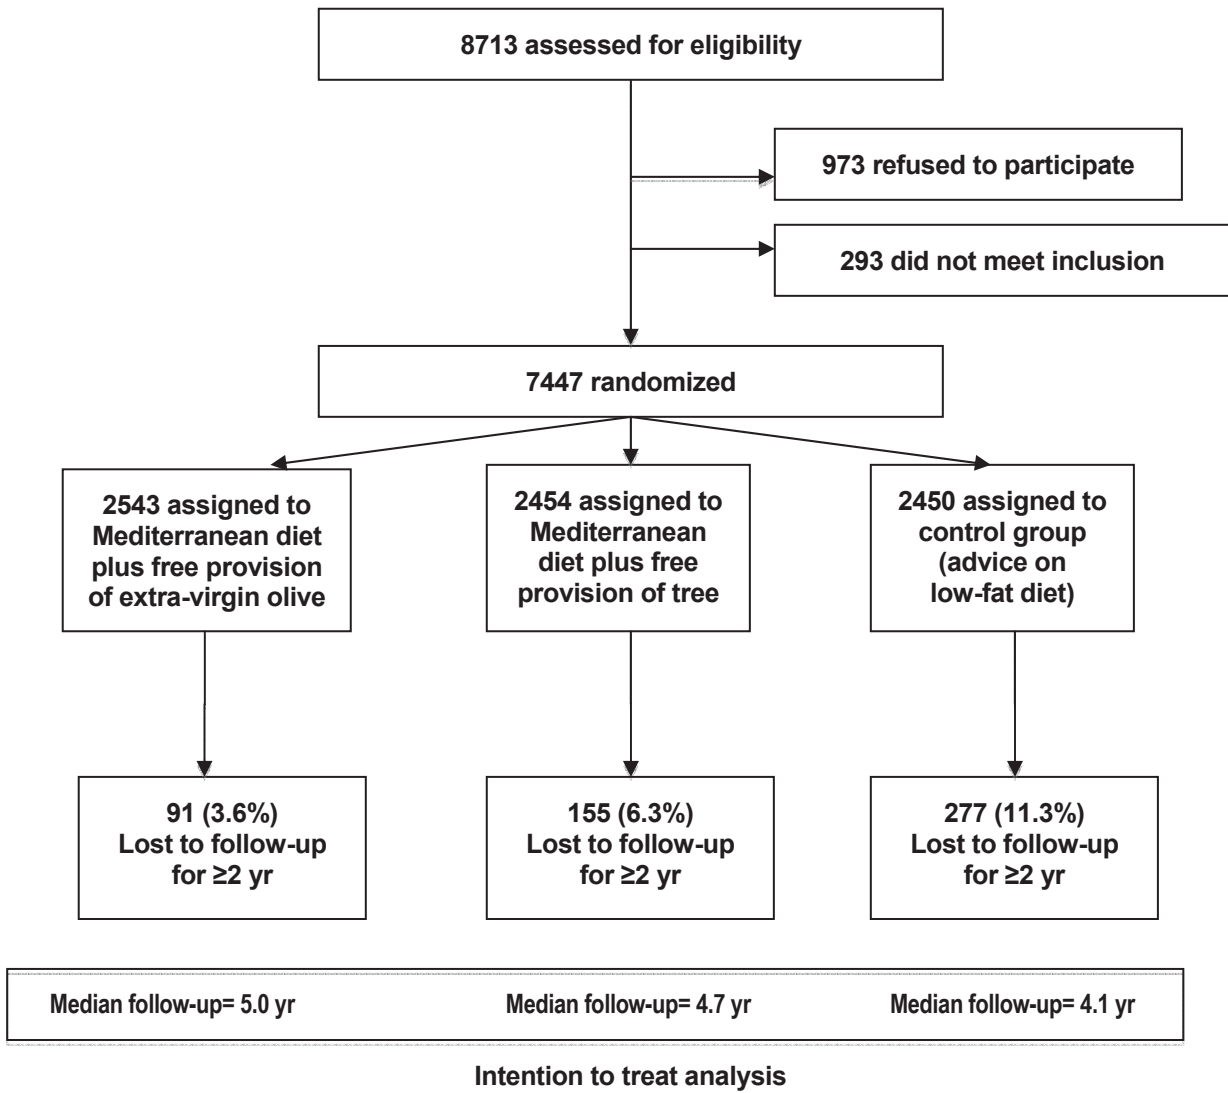 8713 assessed for eligibility
973 refused to participate
293 did not meet inclusion
7447 randomized
2543 assigned to
Mediterranean diet
plus free provision
of extra-virgin olive
2454 assigned to
Mediterranean
diet plus free
provision of tree
2450 assigned to
control group
(advice on
low-fat diet)
91 (3.6%)
Lost to follow-up
for ≥2 yr
155 (6.3%)
Lost to follow-up
for ≥2 yr
277 (11.3%)
Lost to follow-up
for ≥2 yr
Median follow-up= 5.0 yr
Median follow-up= 4.7 yr
Median follow-up= 4.1 yr
Intention to treat analysis